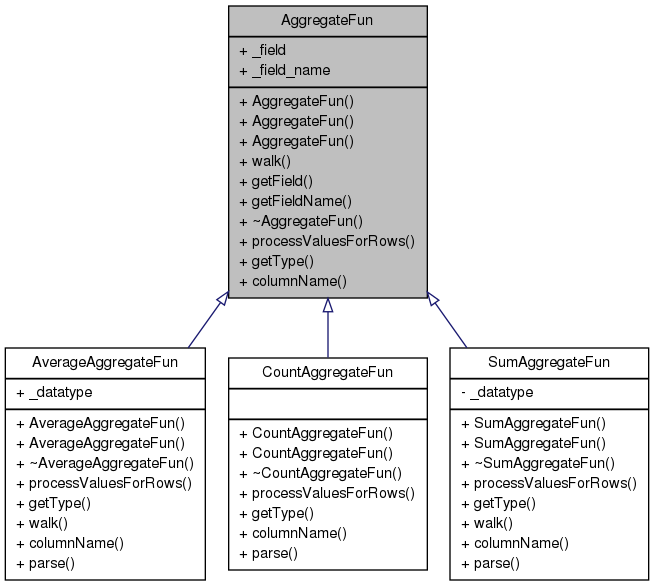 AggregateFun
+ _field
+ _field_name
+ AggregateFun()
+ AggregateFun()
+ AggregateFun()
+ walk()
+ getField()
+ getFieldName()
+ ~AggregateFun()
+ processValuesForRows()
+ getType()
+ columnName()
AverageAggregateFun
+ _datatype
+ AverageAggregateFun()
+ AverageAggregateFun()
+ ~AverageAggregateFun()
+ processValuesForRows()
+ getType()
+ walk()
+ columnName()
+ parse()
CountAggregateFun
+ CountAggregateFun()
+ CountAggregateFun()
+ ~CountAggregateFun()
+ processValuesForRows()
+ getType()
+ columnName()
+ parse()
SumAggregateFun
- _datatype
+ SumAggregateFun()
+ SumAggregateFun()
+ ~SumAggregateFun()
+ processValuesForRows()
+ getType()
+ walk()
+ columnName()
+ parse()